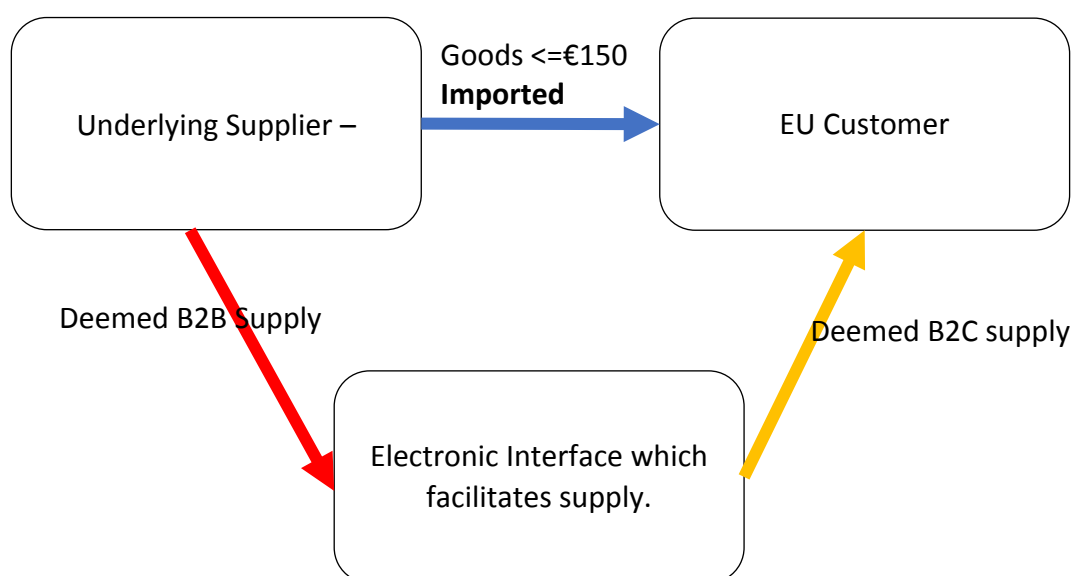 Goods <=€150
Imported
Underlying Supplier –
EU Customer
Deemed B2B Supply
Deemed B2C supply
Electronic Interface which
facilitates supply.